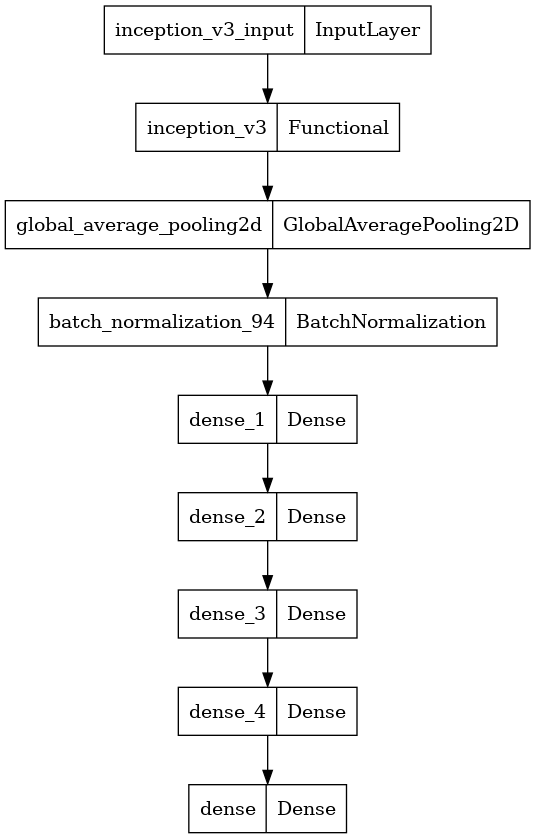 inception_v3_input InputLayer
inception_v3 Functional
global_average_pooling2d GlobalAveragePooling2D
batch_normalization_94 BatchNormalization
dense_1 Dense
dense_2 Dense
dense_3 Dense
dense_4 Dense
dense Dense